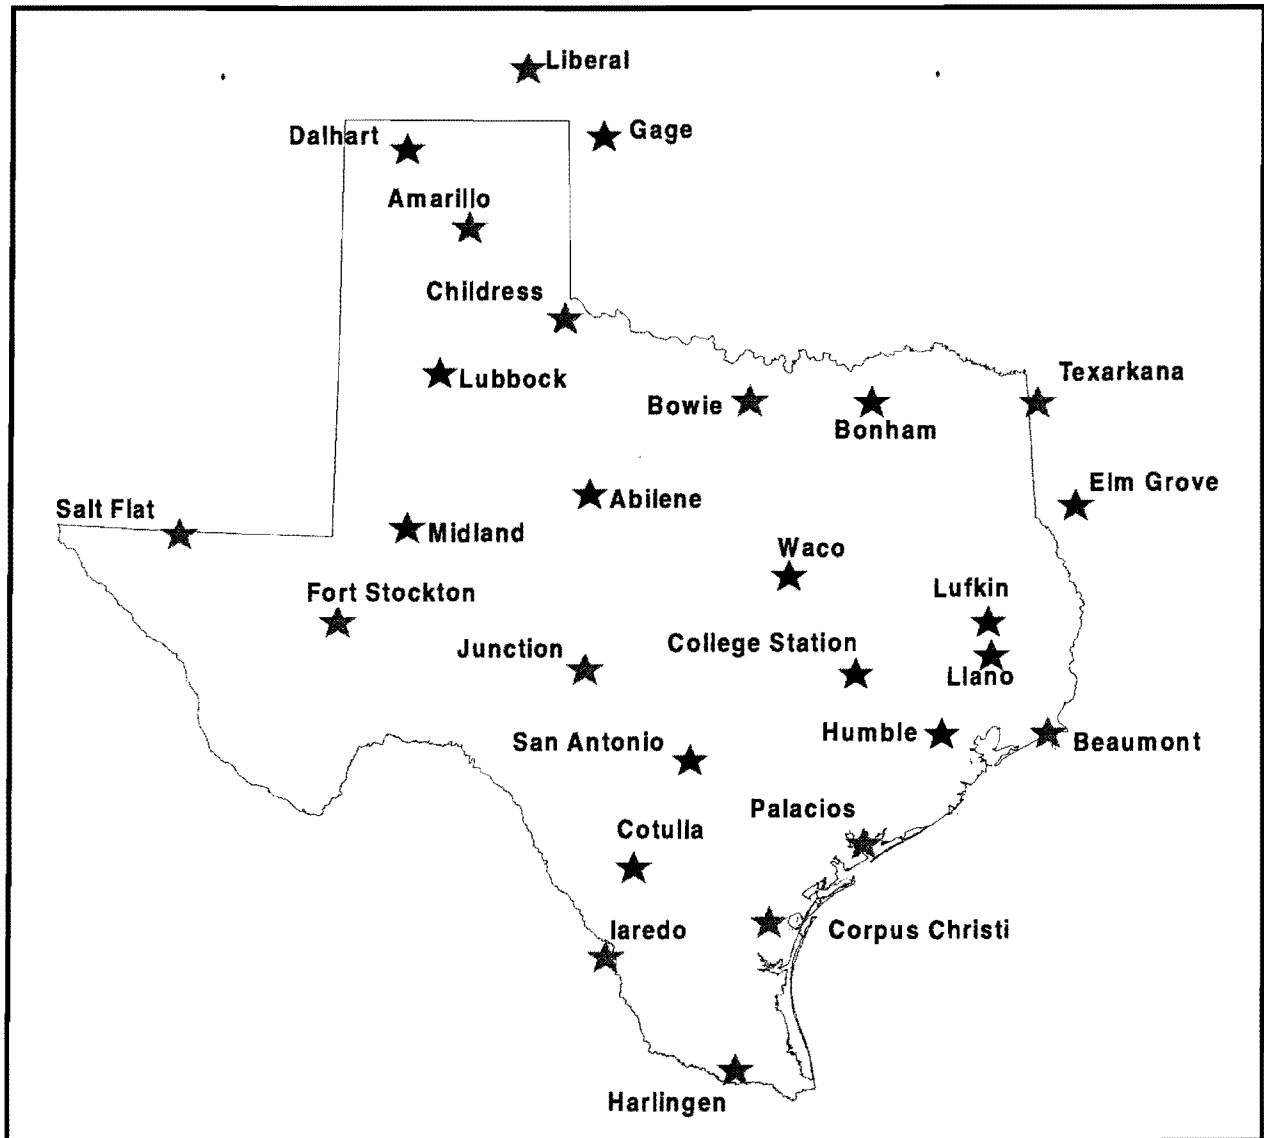 Liberal
Gage
Dalhart
Amarillo
Childress
Lubbock
Texarkana
Bowie
Bonham
Elm Grove
Abilene
Salt Flat
Midland
Waco
Fort Stockton
Lufkin
Junction
College Station
Llano
Humble
San Antonio
Beaumont
Palacios
Cotulla
laredo
Corpus Christi
Harlingen